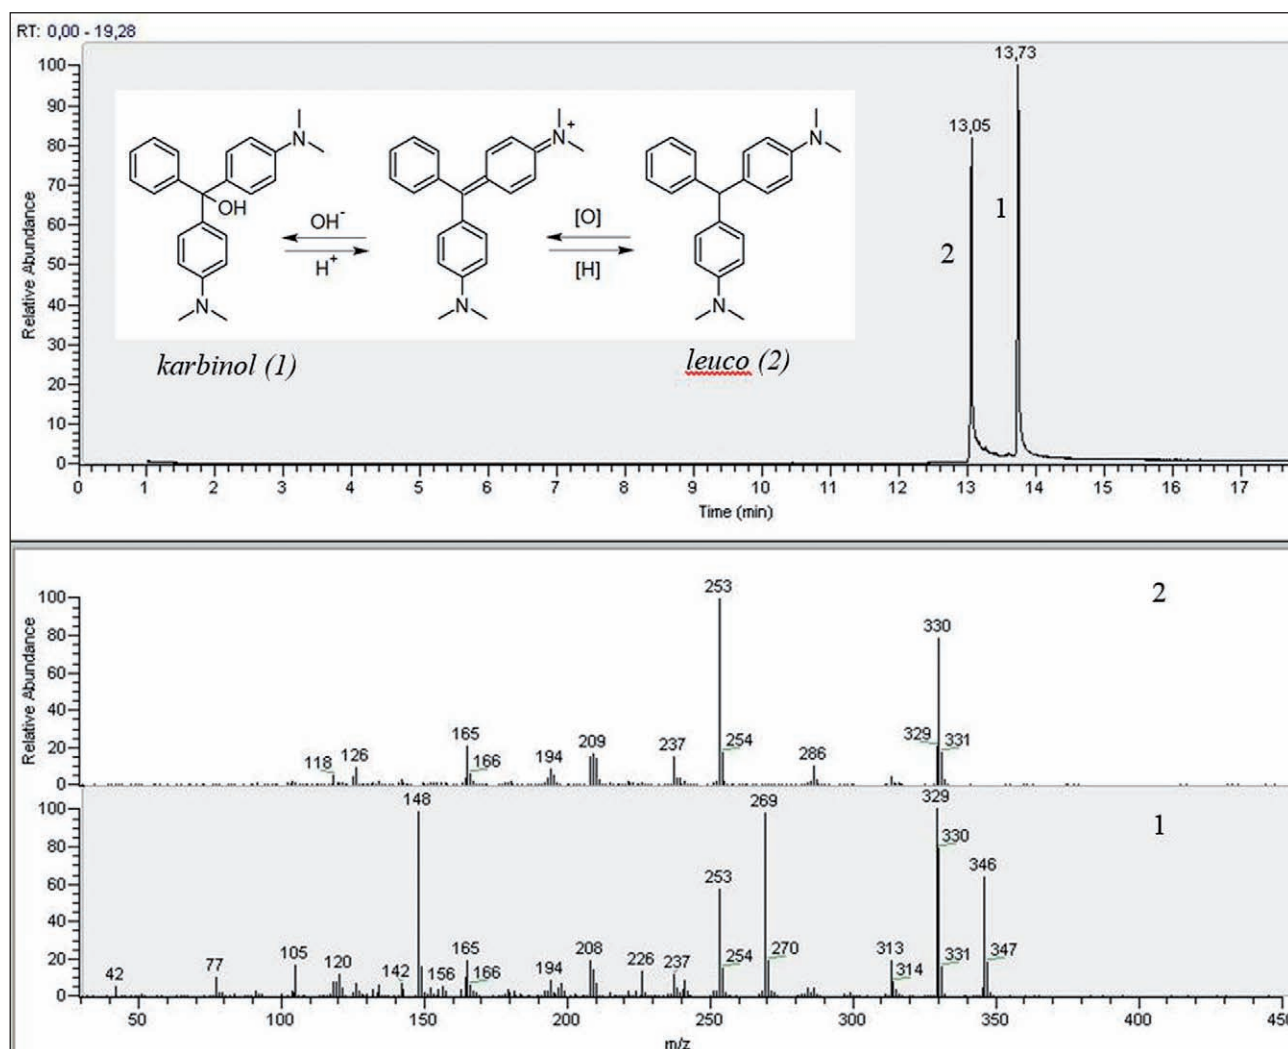 RT: 0,00 - 19,28
13,73
100
90
13,05
80
70
60
50
40
30
20
10
0
Relative Abundance
N
+
N
N
OH
OH-
H+
[O]
[H]
N
N
N
1
2
karbinol (1)
leuco (2)
0 1 2 3 4 5 6 7 8 9 10 11 12 13 14 15 16 17
Time (min)
253
2
100
330
80
60
40
20
0
Relative Abundance
118 126 165 166 194 209 237 254 286 329 331
148 269 329
1
100
80
60
40
20
0
330
346
253
42 77 105 120 142 156 165 166 194 208 226 237 254 270 313 314 331 347
50 100 150 200 250 300 350 400 450
m/z